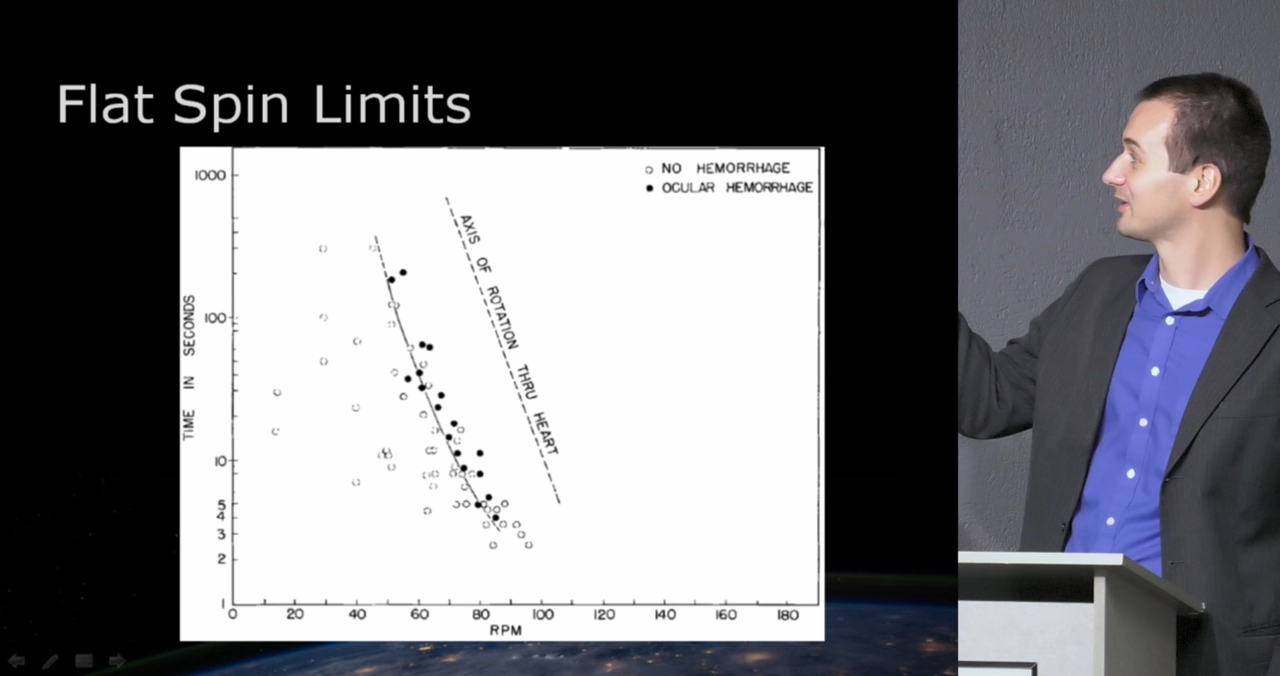 Flat Spin Limits
○ NO HEMORRHAGE
● OCULAR HEMORRHAGE
AXIS OF ROTATION THRU HEART
TIME IN SECONDS
1000
100
10
5
4
3
2
1
0 20 40 60 80 100 120 140 160 180
RPM